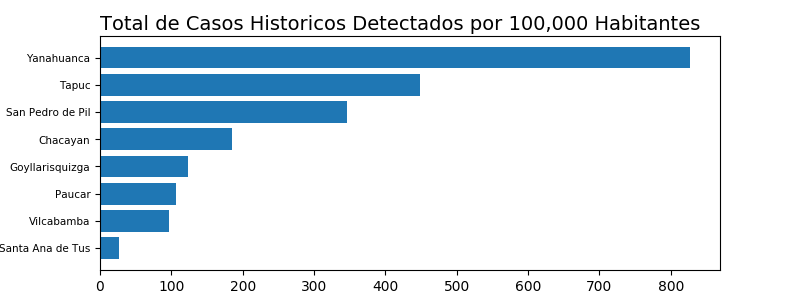 Total de Casos Historicos Detectados por 100,000 Habitantes
Yanahuanca
Tapuc
San Pedro de Pil
Chacayan
Goyllarisquizga
Paucar
Vilcabamba
Santa Ana de Tus
0 100 200 300 400 500 600 700 800